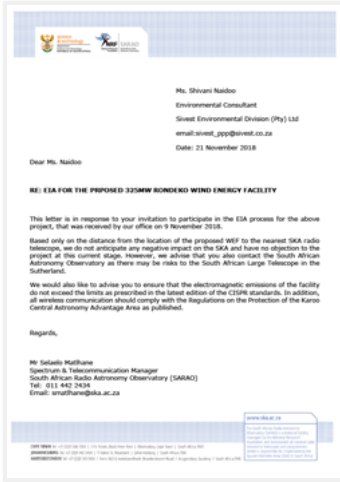 NRF SARAO
Ms. Shivani Naidoo
Environmental Consultant
Sivest Environmental Division (Pty) Ltd
email:sivest_ppp@sivest.co.za
Date: 21 November 2018
Dear Ms. Naidoo
RE: EIA FOR THE PRPOSED 325MW RONDEKO WIND ENERGY FACILITY
This letter is in response to your invitation to participate in the EIA process for the above
project, that was received by our office on 9 November 2018.
Based only on the distance from the location of the proposed WEF to the nearest SKA radio
telescope, we do not anticipate any negative impact on the SKA and have no objection to the
project at this current stage. However, we advise that you also contact the South African
Astronomy Observatory as there may be risks to the South African Large Telescope in the
Sutherland.
We would also like to advise you to ensure that the electromagnetic emissions of the facility
do not exceed the limits as prescribed in the latest edition of the CISPR standards. In addition,
all wireless communication should comply with the Regulations on the Protection of the Karoo
Central Astronomy Advantage Area as published.
Regards,
Mr Selaelo Matlhane
Spectrum & Telecommunication Manager
South African Radio Astronomy Observatory (SARAO)
Tel: 011 442 2434
Email: smatlhane@ska.ac.za
www.ska.ac.za